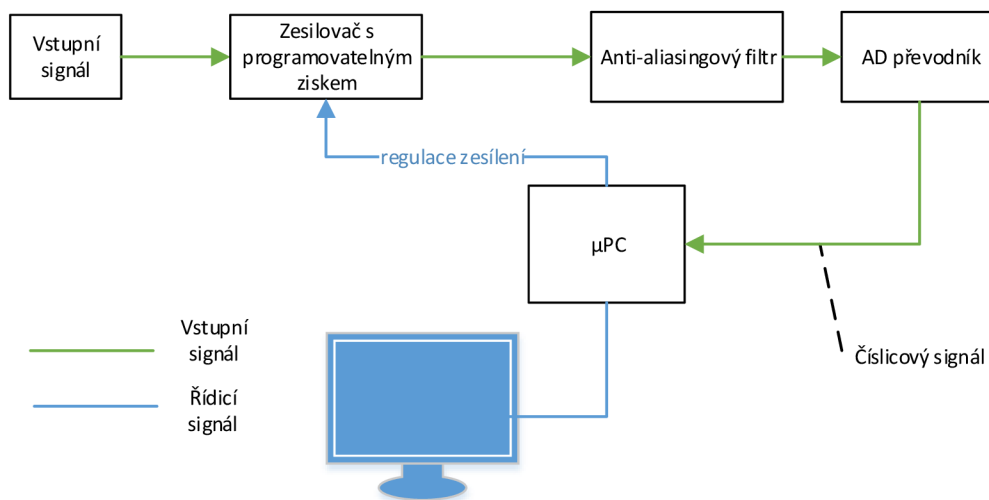 Vstupní
signál
Zesilovač s
programovatelným
ziskem
Anti-aliasingový filtr
AD převodník
regulace zesílení
µPC
Číslicový signál
Vstupní
signál
Řídicí
signál